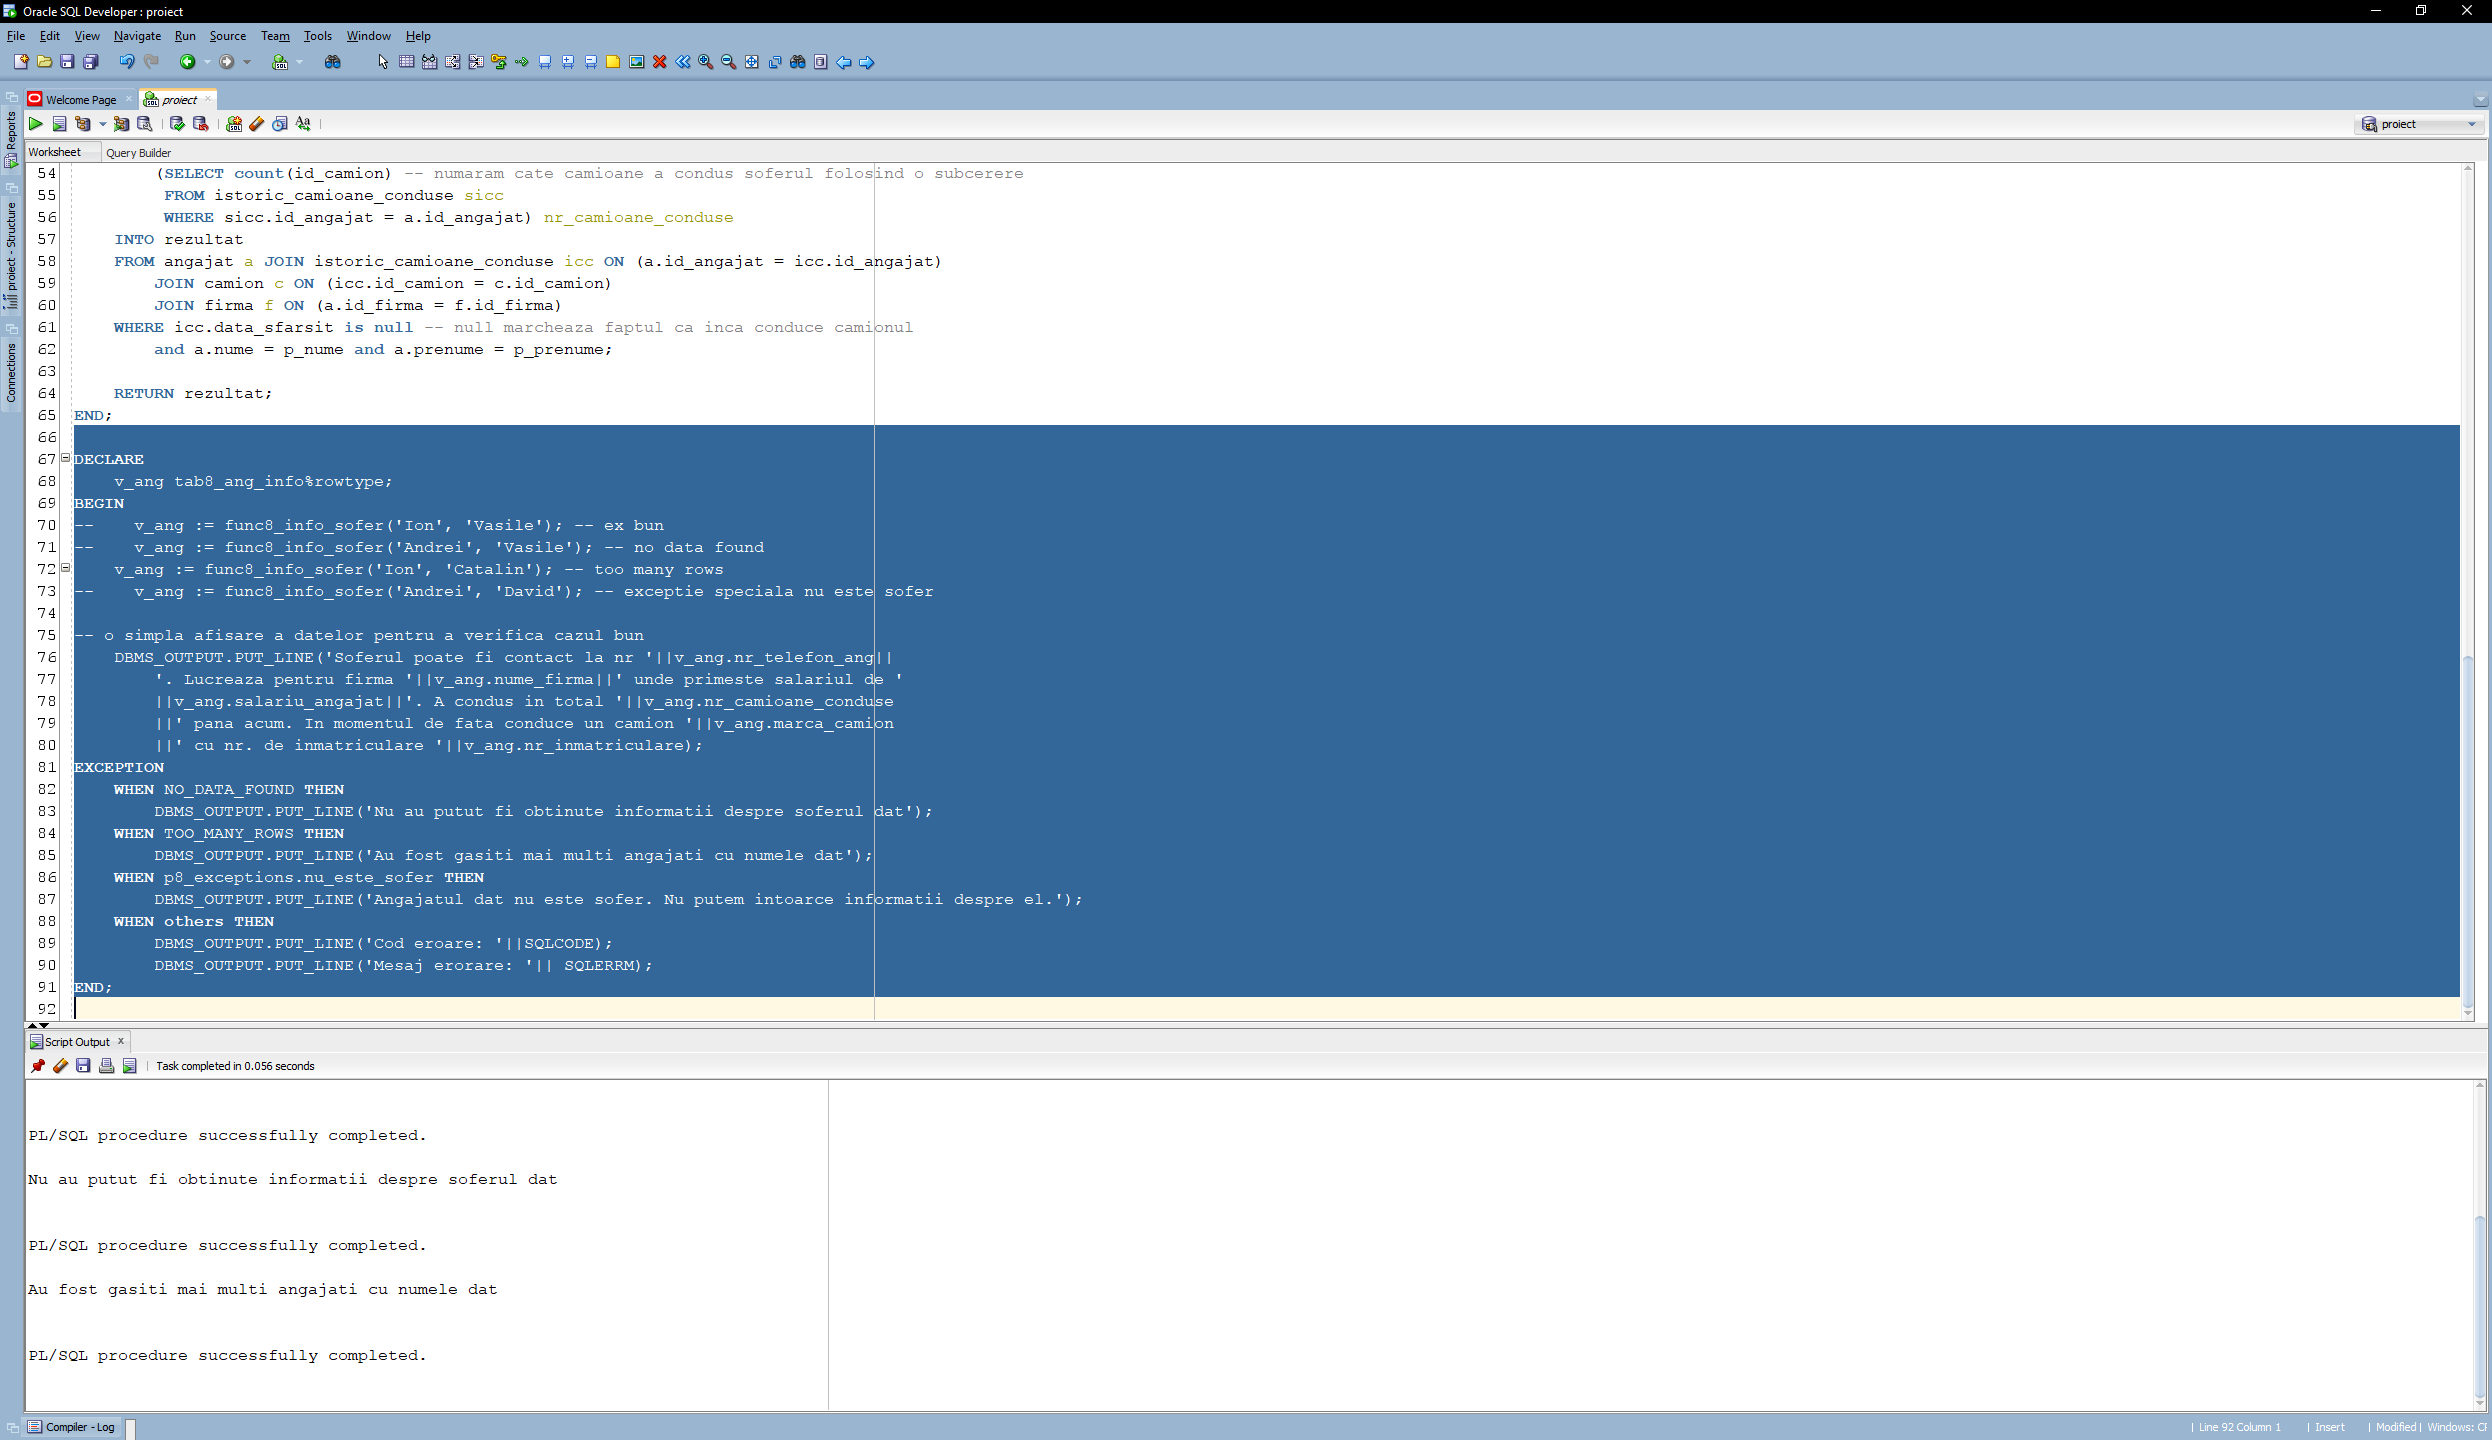 Oracle SQL Developer : proiect
File Edit View Navigate Run Source Team Tools Window Help
Welcome Page proiect
proiect
Worksheet Query Builder
Reports
proiect - Structure
Connections
54 (SELECT count(id_camion) -- numaram cate camioane a condus soferul folosind o subcerere
55 FROM istoric_camioane_conduse sicc
56 WHERE sicc.id_angajat = a.id_angajat) nr_camioane_conduse
57 INTO rezultat
58 FROM angajat a JOIN istoric_camioane_conduse icc ON (a.id_angajat = icc.id_angajat)
59 JOIN camion c ON (icc.id_camion = c.id_camion)
60 JOIN firma f ON (a.id_firma = f.id_firma)
61 WHERE icc.data_sfarsit is null -- null marcheaza faptul ca inca conduce camionul
62 and a.nume = p_nume and a.prenume = p_prenume;
63
64 RETURN rezultat;
65 END;
66
67 DECLARE
68 v_ang tab8_ang_info%rowtype;
69 BEGIN
70 -- v_ang := func8_info_sofer('Ion', 'Vasile'); -- ex bun
71 -- v_ang := func8_info_sofer('Andrei', 'Vasile'); -- no data found
72 v_ang := func8_info_sofer('Ion', 'Catalin'); -- too many rows
73 -- v_ang := func8_info_sofer('Andrei', 'David'); -- exceptie speciala nu este sofer
74
75 -- o simpla afisare a datelor pentru a verifica cazul bun
76 DBMS_OUTPUT.PUT_LINE('Soferul poate fi contact la nr '||v_ang.nr_telefon_ang||
77 '. Lucreaza pentru firma '||v_ang.nume_firma||' unde primeste salariul de '
78 ||v_ang.salariu_angajat||'. A condus in total '||v_ang.nr_camioane_conduse
79 ||' pana acum. In momentul de fata conduce un camion '||v_ang.marca_camion
80 ||' cu nr. de inmatriculare '||v_ang.nr_inmatriculare);
81 EXCEPTION
82 WHEN NO_DATA_FOUND THEN
83 DBMS_OUTPUT.PUT_LINE('Nu au putut fi obtinute informatii despre soferul dat');
84 WHEN TOO_MANY_ROWS THEN
85 DBMS_OUTPUT.PUT_LINE('Au fost gasiti mai multi angajati cu numele dat');
86 WHEN p8_exceptions.nu_este_sofer THEN
87 DBMS_OUTPUT.PUT_LINE('Angajatul dat nu este sofer. Nu putem intoarce informatii despre el.');
88 WHEN others THEN
89 DBMS_OUTPUT.PUT_LINE('Cod eroare: '||SQLCODE);
90 DBMS_OUTPUT.PUT_LINE('Mesaj erorare: '|| SQLERRM);
91 END;
92
Script Output x
Task completed in 0.056 seconds
PL/SQL procedure successfully completed.
Nu au putut fi obtinute informatii despre soferul dat
PL/SQL procedure successfully completed.
Au fost gasiti mai multi angajati cu numele dat
PL/SQL procedure successfully completed.
Compiler - Log
| Line 92 Column 1 | Insert | Modified | Windows: CF